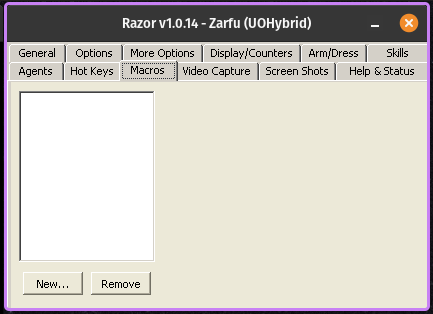 Razor v1.0.14 - Zarfu (UOHybrid)
General Options More Options Display/Counters Arm/Dress Skills
Agents Hot Keys Macros Video Capture Screen Shots Help & Status
New... Remove